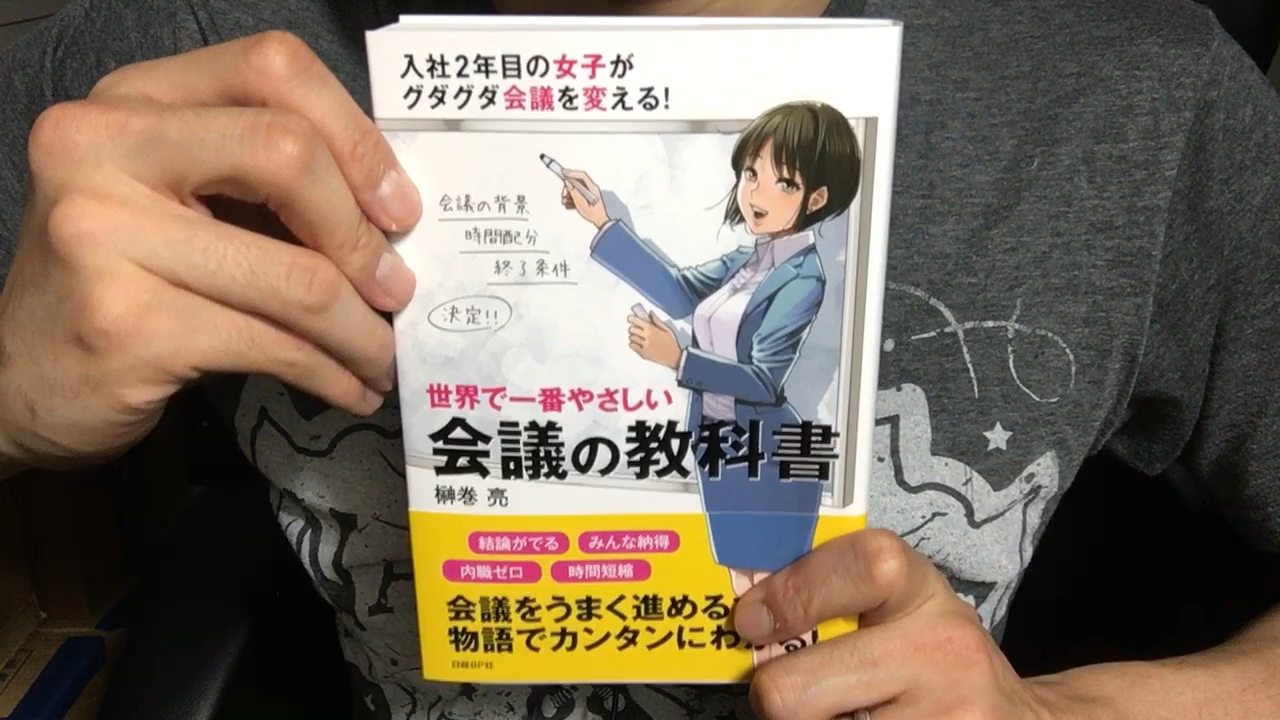 入社2年目の女子が
グダグダ会議を変える!
会議の背景
時間配分
終了条件
決定!!
世界で一番やさしい
会議の教科書
榊巻 亮
結論がでる みんな納得
内職ゼロ 時間短縮
会議をうまく進める
物語でカンタンにわ る!
日経BP社